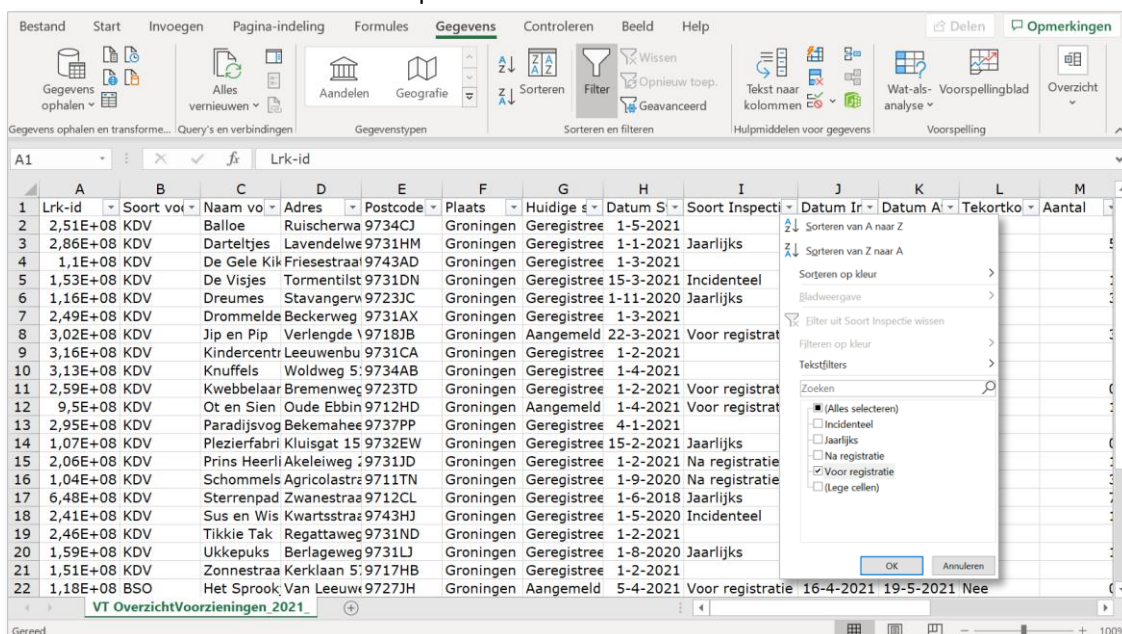 Bestand Start Invoegen Pagina-indeling Formules Gegevens Controleren Beeld Help Delen Opmerkingen
Gegevens ophalen
Alles vernieuwen
Aandelen Geografie
Sorteren
Filter
Wissen
Opnieuw toep.
Geavanceerd
Tekst naar kolommen
Wat-als-analyse
Voorspellingblad
Overzicht
Gegevens ophalen en transforme... Query's en verbindingen Gegevenstypen Sorteren en filteren Hulpmiddelen voor gegevens Voorspelling
A1 fx Lrk-id
A B C D E F G H I J K L M
1 Lrk-id Soort voo Naam vo Adres Postcode Plaats Huidige s Datum S Soort Inspecti Datum Ir Datum A Tekortko Aantal
2 2,51E+08 KDV Balloe Ruischerwa 9734CJ Groningen Geregistree 1-5-2021
3 2,86E+08 KDV Darteltjes Lavendelwe 9731HM Groningen Geregistree 1-1-2021 Jaarlijks
4 1,1E+08 KDV De Gele Kik Friesestraat 9743AD Groningen Geregistree 1-3-2021
5 1,53E+08 KDV De Visjes Tormentilst 9731DN Groningen Geregistree 15-3-2021 Incidenteel
6 1,16E+08 KDV Dreumes Stavangerw 9723JC Groningen Geregistree 1-11-2020 Jaarlijks
7 2,49E+08 KDV Drommelde Beckerweg 9731AX Groningen Geregistree 1-3-2021
8 3,02E+08 KDV Jip en Pip Verlengde 9718JB Groningen Aangemeld 22-3-2021 Voor registrat
9 3,16E+08 KDV Kindercentr Leeuwenbu 9731CA Groningen Geregistree 1-2-2021
10 3,13E+08 KDV Knuffels Woldweg 9734AB Groningen Geregistree 1-4-2021
11 2,59E+08 KDV Kwebbelaar Bremenweg 9723TD Groningen Geregistree 1-2-2021 Voor registrat
12 9,5E+08 KDV Ot en Sien Oude Ebbin 9712HD Groningen Aangemeld 1-4-2021 Voor registrat
13 2,95E+08 KDV Paradijsvog Bekemahee 9737PP Groningen Geregistree 4-1-2021
14 1,07E+08 KDV Plezierfabri Kluisgat 15 9732EW Groningen Geregistree 15-2-2021 Jaarlijks
15 2,06E+08 KDV Prins Heerli Akeleiweg 9731JD Groningen Geregistree 1-2-2021 Na registratie
16 1,04E+08 KDV Schommels Agricolastra 9711TN Groningen Geregistree 1-9-2020 Na registratie
17 6,48E+08 KDV Sterrenpad Zwanestraa 9712CL Groningen Geregistree 1-6-2018 Jaarlijks
18 2,41E+08 KDV Sus en Wis Kwartsstraa 9743HJ Groningen Geregistree 1-5-2020 Incidenteel
19 2,46E+08 KDV Tikkie Tak Regattaweg 9731ND Groningen Geregistree 1-2-2021
20 1,59E+08 KDV Ukkepuks Berlageweg 9731LJ Groningen Geregistree 1-8-2020 Jaarlijks
21 1,51E+08 KDV Zonnestraa Kerklaan 9717HB Groningen Geregistree 1-2-2021
22 1,18E+08 BSO Het Sprook Van Leeuwe 9727JH Groningen Aangemeld 5-4-2021 Voor registratie 16-4-2021 19-5-2021 Nee
Sorteren van A naar Z
Sorteren van Z naar A
Sorteren op kleur
Bladweergave
Filter uit Soort Inspectie wissen
Filteren op kleur
Tekstfilters
Zoeken
(Alles selecteren)
Incidenteel
Jaarlijks
Na registratie
Voor registratie
(Lege cellen)
OK Annuleren
VT OverzichtVoorzieningen_2021_
Gereed 100%